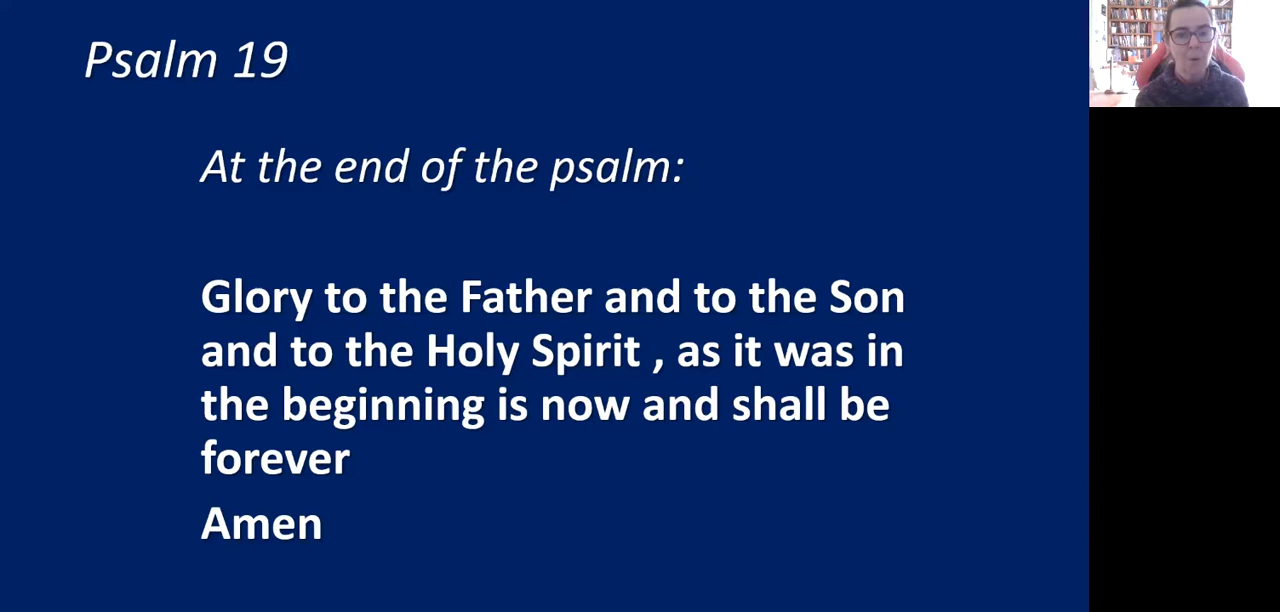 Psalm 19
At the end of the psalm:
Glory to the Father and to the Son
and to the Holy Spirit , as it was in
the beginning is now and shall be
forever
Amen